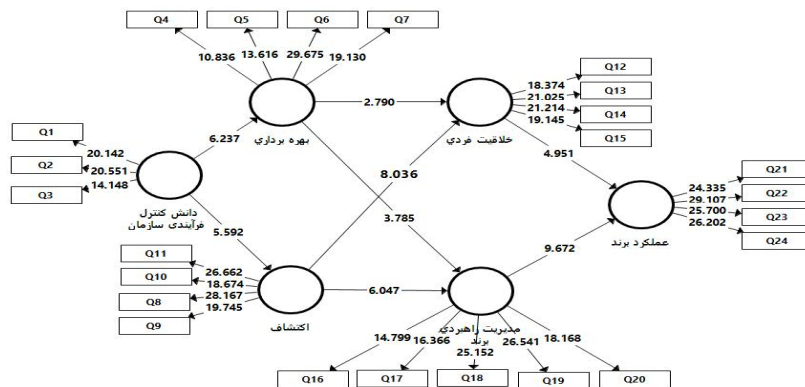 Q4
Q5
Q6
Q7
10.836
13.616
29.675
19.130
بهره برداري
Q12
Q13
Q14
Q15
18.374
21.025
21.214
19.145
خلاقيت فردي
2.790
Q1
Q2
Q3
20.142
20.551
14.148
دانش کنترل
فرآيندي سازمان
6.237
5.592
8.036
3.785
4.951
Q21
Q22
Q23
Q24
24.335
29.107
25.700
26.202
عملکرد برند
9.672
Q11
Q10
Q8
Q9
26.662
18.674
28.167
19.745
اکتشاف
6.047
مديريت راهبردي
برند
14.799
16.366
25.152
26.541
18.168
Q16
Q17
Q18
Q19
Q20